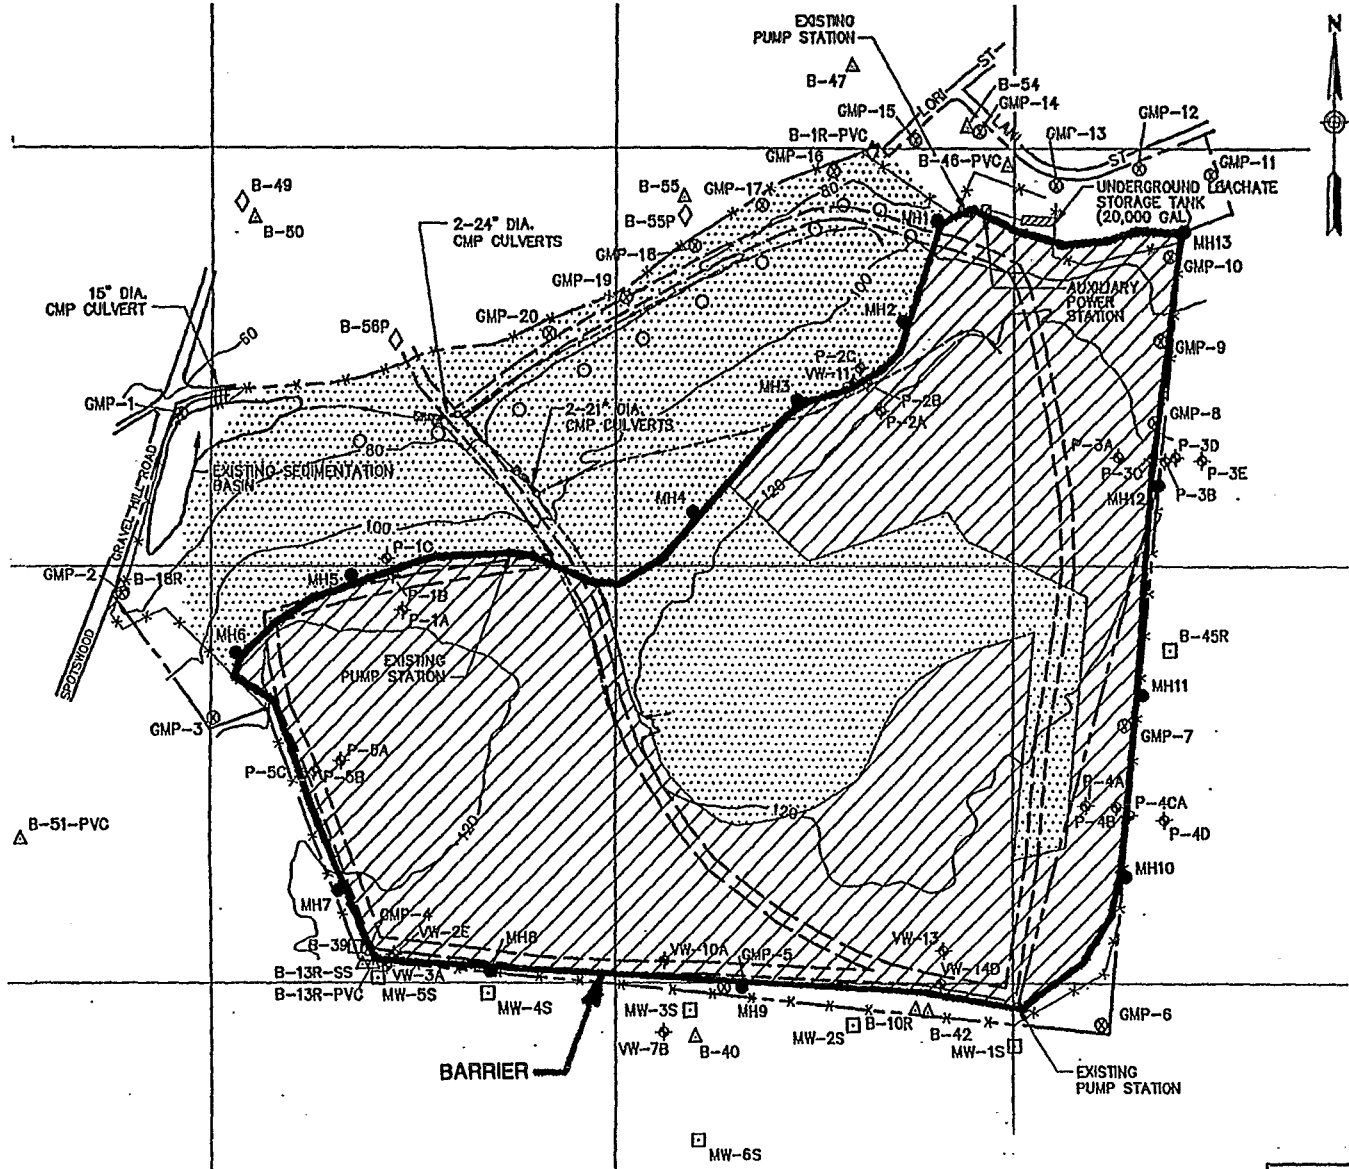 EXISTING
PUMP STATION
N
B-47
LORI ST
B-54
GMP-14
GMP-15
GMP-12
GMP-13
LANI ST
B-1R-PVC
B-46-PVC
GMP-11
GMP-16
B-49
B-50
B-55
GMP-17
80
UNDERGROUND LEACHATE
STORAGE TANK
(20,000 GAL)
B-55P
MH1
2-24" DIA.
CMP CULVERTS
MH13
GMP-18
GMP-10
GMP-19
100
15" DIA.
CMP CULVERT
AUXILIARY
POWER
STATION
B-56P
GMP-20
MH2
60
GMP-9
P-2C
VW-11
MH3
GMP-1
2-21" DIA.
CMP CULVERTS
P-2B
P-2A
GMP-8
P-3A
P-3D
B-3C
P-3E
80
EXISTING SEDIMENTATION
BASIN
GRAVEL HILL ROAD
SPOTSWOOD
120
MH12
P-3B
MH4
100
P-1C
GMP-2
B-18R
MH5
P-1B
P-1A
MH6
EXISTING
PUMP STATION
B-45R
MH11
GMP-3
GMP-7
P-5A
P-5C
P-5B
P-4A
P-4CA
P-4B
P-4D
120
120
B-51-PVC
MH10
MH7
GMP-4
VW-2E
B-39
MH8
VW-10A
GMP-5
VW-13
VW-14D
B-13R-SS
VW-3A
B-13R-PVC
MW-5S
MW-4S
MW-3S
MH9
B-10R
MW-2S
B-42
GMP-6
VW-7B
B-40
MW-1S
BARRIER
EXISTING
PUMP STATION
MW-6S